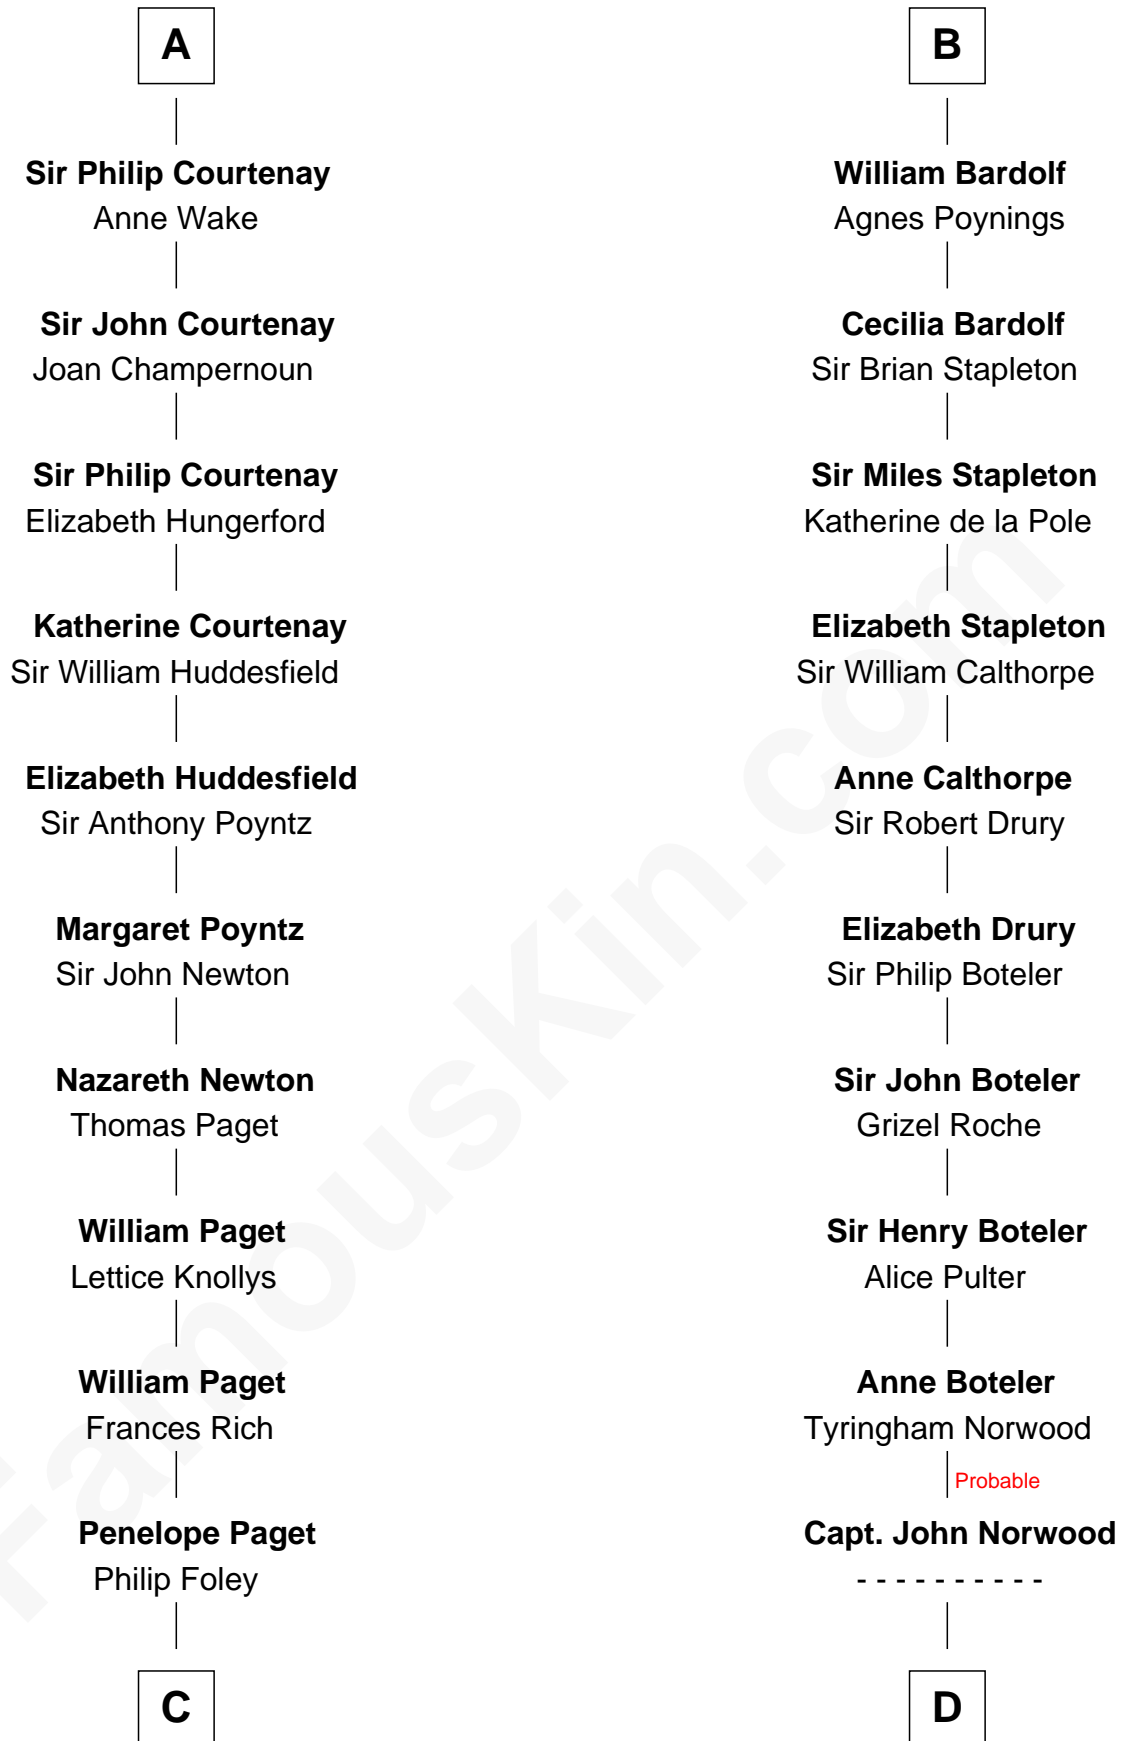 A
Sir Philip Courtenay
Anne Wake
Sir John Courtenay
Joan Champernoun
Sir Philip Courtenay
Elizabeth Hungerford
Katherine Courtenay
Sir William Huddesfield
Elizabeth Huddesfield
Sir Anthony Poyntz
Margaret Poyntz
Sir John Newton
Nazareth Newton
Thomas Paget
William Paget
Lettice Knollys
William Paget
Frances Rich
Penelope Paget
Philip Foley
C
B
William Bardolf
Agnes Poynings
Cecilia Bardolf
Sir Brian Stapleton
Sir Miles Stapleton
Katherine de la Pole
Elizabeth Stapleton
Sir William Calthorpe
Anne Calthorpe
Sir Robert Drury
Elizabeth Drury
Sir Philip Boteler
Sir John Boteler
Grizel Roche
Sir Henry Boteler
Alice Pulter
Anne Boteler
Tyringham Norwood
Probable
Capt. John Norwood
- - - - - - - - - -
D
FamousKin.com